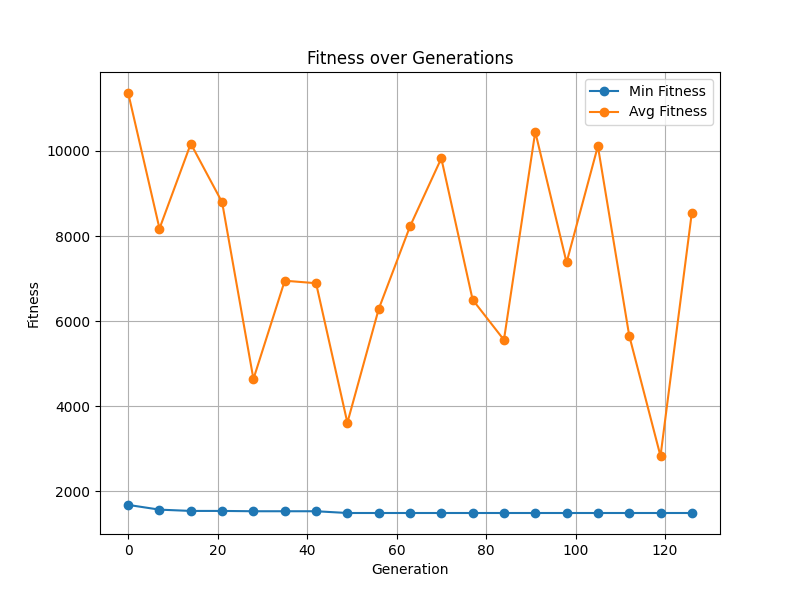 Fitness over Generations
Min Fitness
Avg Fitness
10000
8000
6000
4000
2000
Fitness
0 20 40 60 80 100 120
Generation